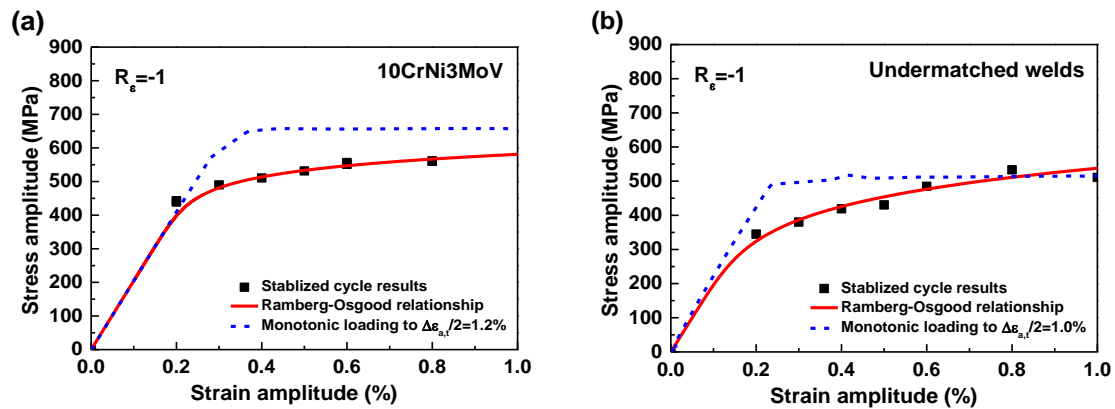 (a)
900
800
700
600
500
400
300
200
100
0
Stress amplitude (MPa)
Rε=-1
10CrNi3MoV
Stablized cycle results
Ramberg-Osgood relationship
Monotonic loading to Δεa,t/2=1.2%
0.0 0.2 0.4 0.6 0.8 1.0
Strain amplitude (%)
(b)
900
800
700
600
500
400
300
200
100
0
Stress amplitude (MPa)
Rε=-1
Undermatched welds
Stablized cycle results
Ramberg-Osgood relationship
Monotonic loading to Δεa,t/2=1.0%
0.0 0.2 0.4 0.6 0.8 1.0
Strain amplitude (%)